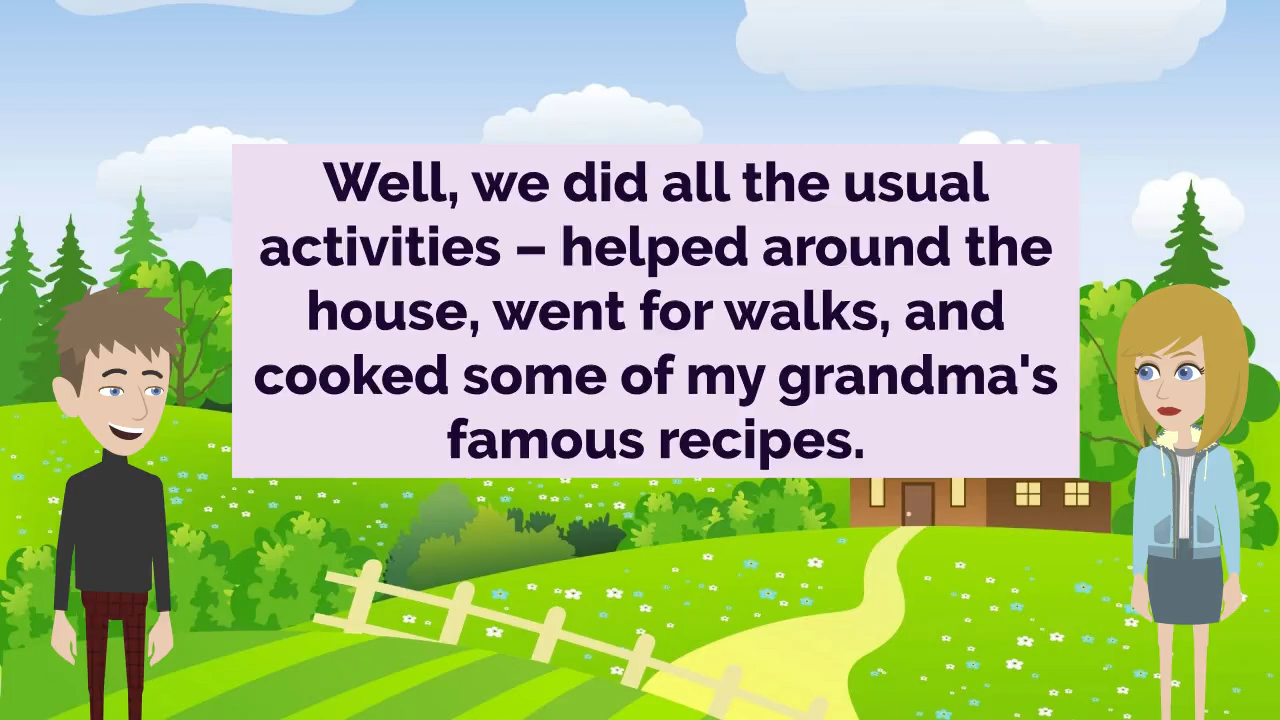 Well, we did all the usual
activities – helped around the
house, went for walks, and
cooked some of my grandma's
famous recipes.